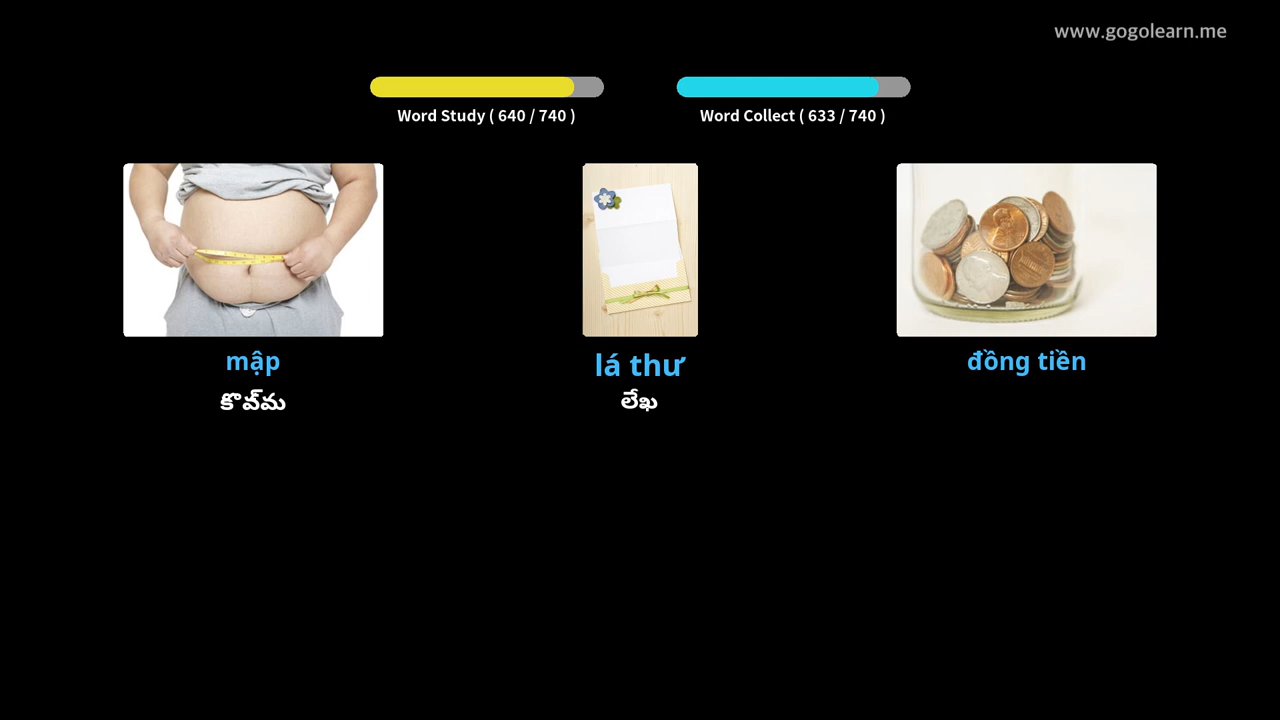 www.gogolearn.me
Word Study ( 640 / 740 )
Word Collect ( 633 / 740 )
mập
lá thư
đồng tiền
కొవ్‌మ
లేఖ